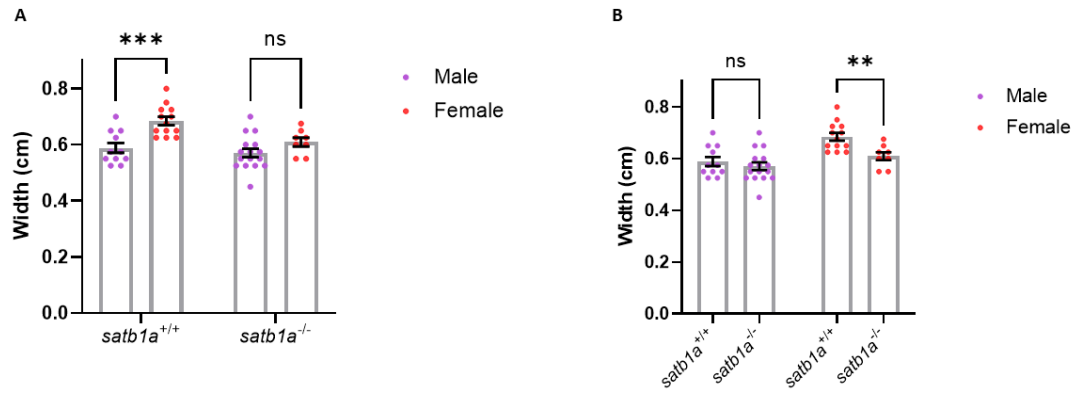 A
***
ns
Male
Female
Width (cm)
0.8
0.6
0.4
0.2
0.0
satb1a+/+
satb1a-/-
B
ns
**
Male
Female
Width (cm)
0.8
0.6
0.4
0.2
0.0
satb1a+/+
satb1a-/-
satb1a+/+
satb1a-/-